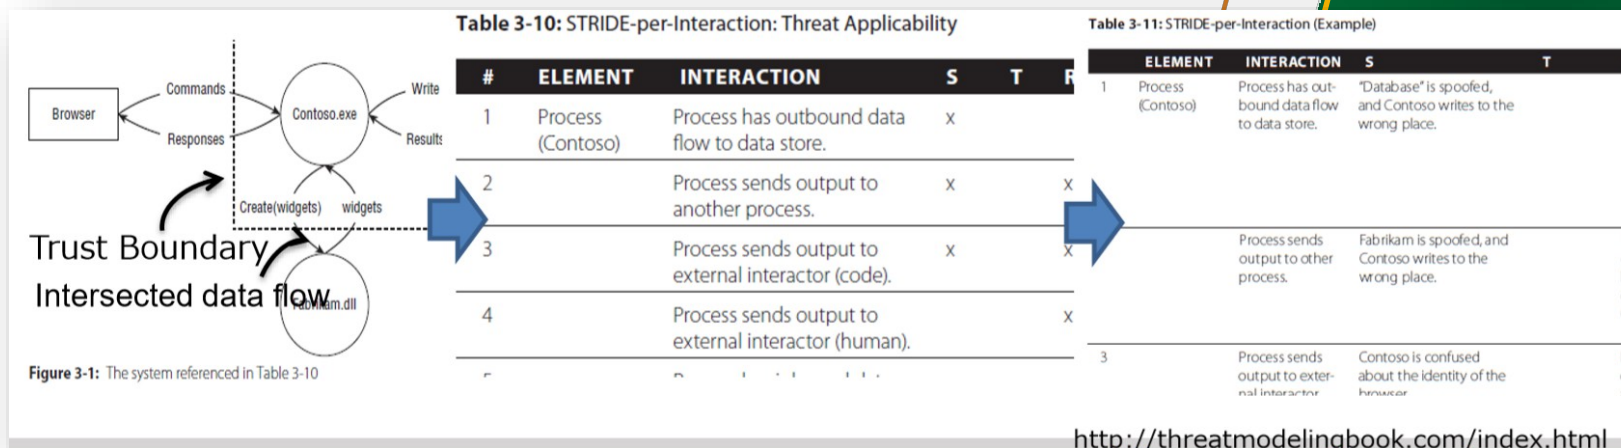 Browser
Commands
Responses
Contoso.exe
Write
Results
Create(widgets) widgets
Trust Boundary
Intersected data flow
.dll
Figure 3-1: The system referenced in Table 3-10
Table 3-10: STRIDE-per-Interaction: Threat Applicability
# ELEMENT INTERACTION S T R
1 Process Process has outbound data x
(Contoso) flow to data store.
2 Process sends output to x x
another process.
3 Process sends output to x x
external interactor (code).
4 Process sends output to x
external interactor (human).
Table 3-11: STRIDE-per-Interaction (Example)
ELEMENT INTERACTION S T
1 Process Process has out- "Database" is spoofed,
(Contoso) bound data flow and Contoso writes to the
to data store. wrong place.
Process sends Fabrikam is spoofed, and
output to other Contoso writes to the
process. wrong place.
3 Process sends Contoso is confused
output to exter- about the identity of the
nal interactor browser
http://threatmodelingbook.com/index.html